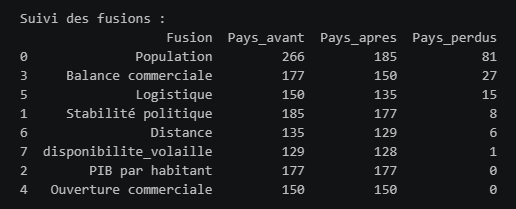 Suivi des fusions :
Fusion Pays_avant Pays_apres Pays_perdus
0 Population 266 185 81
3 Balance commerciale 177 150 27
5 Logistique 150 135 15
1 Stabilité politique 185 177 8
6 Distance 135 129 6
7 disponibilite_volaille 129 128 1
2 PIB par habitant 177 177 0
4 Ouverture commerciale 150 150 0